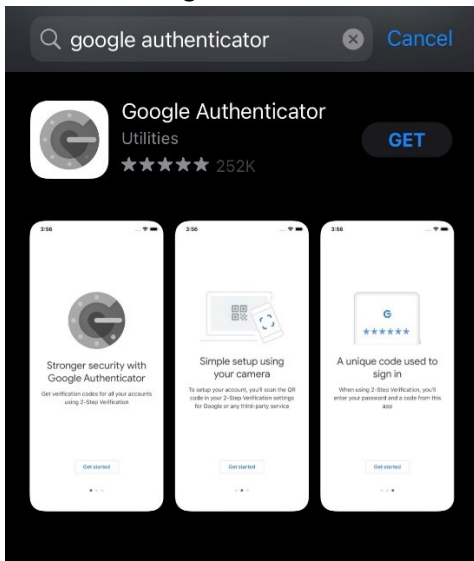 google authenticator
Cancel
Google Authenticator
Utilities
GET
252K
3:56
Stronger security with
Google Authenticator
Get verification codes for all your accounts
using 2-Step Verification
Get started
3:56
Simple setup using
your camera
To setup your account, you'll scan the QR
code in your 2-Step Verification settings
for Google or any third-party service
Get started
3:56
G
******
A unique code used to
sign in
When using 2-Step Verification, you'll
enter your password and a code from this
app
Get started